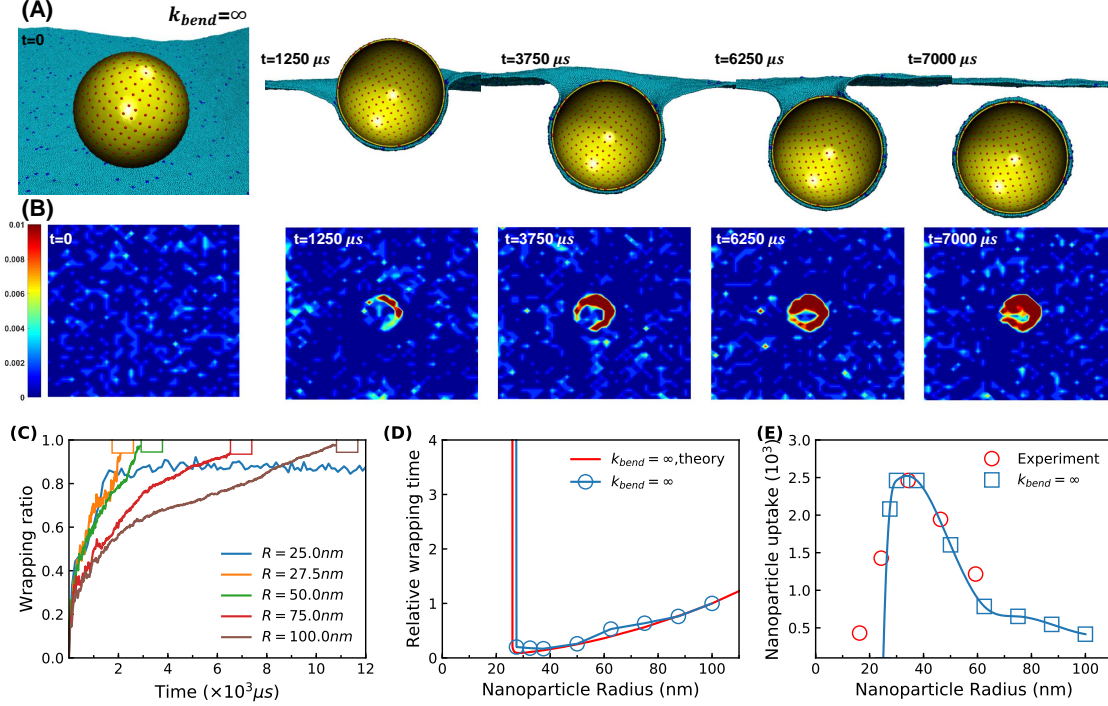 (A)
k_bend=∞
t=0
t=1250 μs
t=3750 μs
t=6250 μs
t=7000 μs
(B)
0.01
0.008
0.006
0.004
0.002
0
t=0
t=1250 μs
t=3750 μs
t=6250 μs
t=7000 μs
(C)
Wrapping ratio
1.0
0.8
0.6
0.4
0.2
0.0
R = 25.0nm
R = 27.5nm
R = 50.0nm
R = 75.0nm
R = 100.0nm
2 4 6 8 10 12
Time (×10³μs)
(D)
Relative wrapping time
4
3
2
1
0
k_bend = ∞,theory
k_bend = ∞
0 20 40 60 80 100
Nanoparticle Radius (nm)
(E)
Nanoparticle uptake (10³)
3.0
2.5
2.0
1.5
1.0
0.5
Experiment
k_bend = ∞
0 20 40 60 80 100
Nanoparticle Radius (nm)